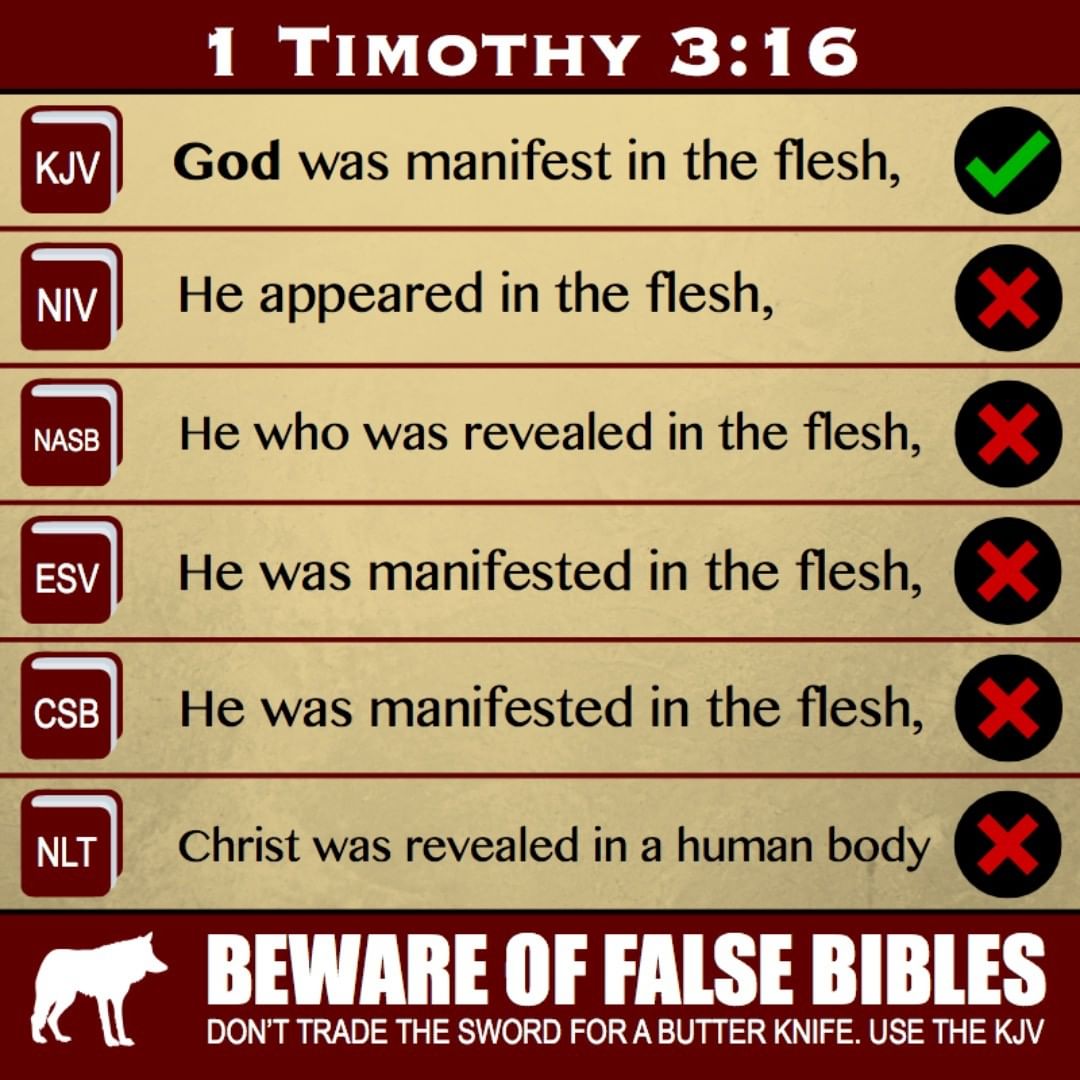 1 TIMOTHY 3:16
KJV God was manifest in the flesh,
NIV He appeared in the flesh,
NASB He who was revealed in the flesh,
ESV He was manifested in the flesh,
CSB He was manifested in the flesh,
NLT Christ was revealed in a human body
BEWARE OF FALSE BIBLES
DON'T TRADE THE SWORD FOR A BUTTER KNIFE. USE THE KJV